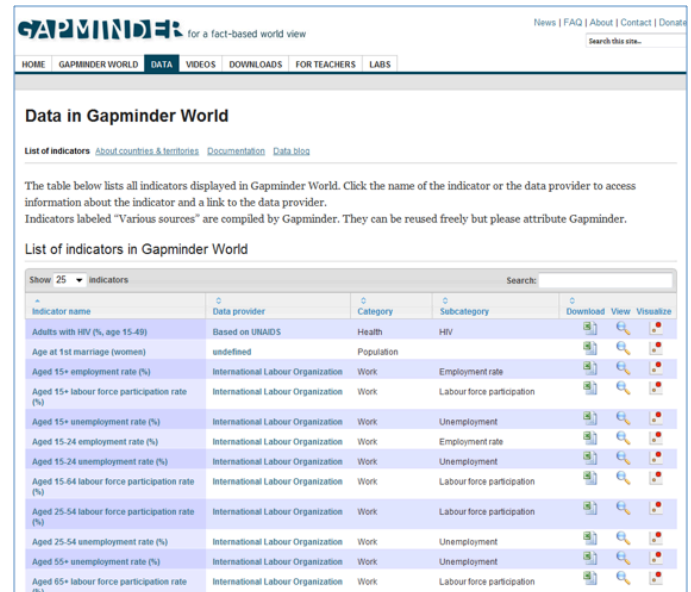 GAPMINDER for a fact-based world view
News | FAQ | About | Contact | Donate
Search this site...
HOME GAPMINDER WORLD DATA VIDEOS DOWNLOADS FOR TEACHERS LABS
Data in Gapminder World
List of indicators About countries & territories Documentation Data blog
The table below lists all indicators displayed in Gapminder World. Click the name of the indicator or the data provider to access
information about the indicator and a link to the data provider.
Indicators labeled “Various sources” are compiled by Gapminder. They can be reused freely but please attribute Gapminder.
List of indicators in Gapminder World
Show 25 indicators Search:
Indicator name Data provider Category Subcategory Download View Visualize
Adults with HIV (%, age 15-49) Based on UNAIDS Health HIV
Age at 1st marriage (women) undefined Population
Aged 15+ employment rate (%) International Labour Organization Work Employment rate
Aged 15+ labour force participation rate International Labour Organization Work Labour force participation
(%)
Aged 15+ unemployment rate (%) International Labour Organization Work Unemployment
Aged 15-24 employment rate (%) International Labour Organization Work Employment rate
Aged 15-24 unemployment rate (%) International Labour Organization Work Unemployment
Aged 15-64 labour force participation rate International Labour Organization Work Labour force participation
(%)
Aged 25-54 labour force participation rate International Labour Organization Work Labour force participation
(%)
Aged 25-54 unemployment rate (%) International Labour Organization Work Unemployment
Aged 55+ unemployment rate (%) International Labour Organization Work Unemployment
Aged 65+ labour force participation rate International Labour Organization Work Labour force participation
(%)